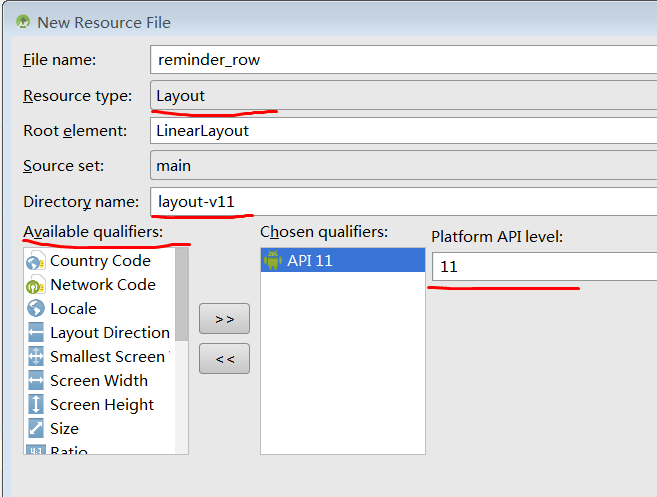 New Resource File
File name: reminder_row
Resource type: Layout
Root element: LinearLayout
Source set: main
Directory name: layout-v11
Available qualifiers: Chosen qualifiers: Platform API level:
Country Code API 11 11
Network Code
Locale
>>
Layout Direction
Smallest Screen
<<
Screen Width
Screen Height
Size
Ratio